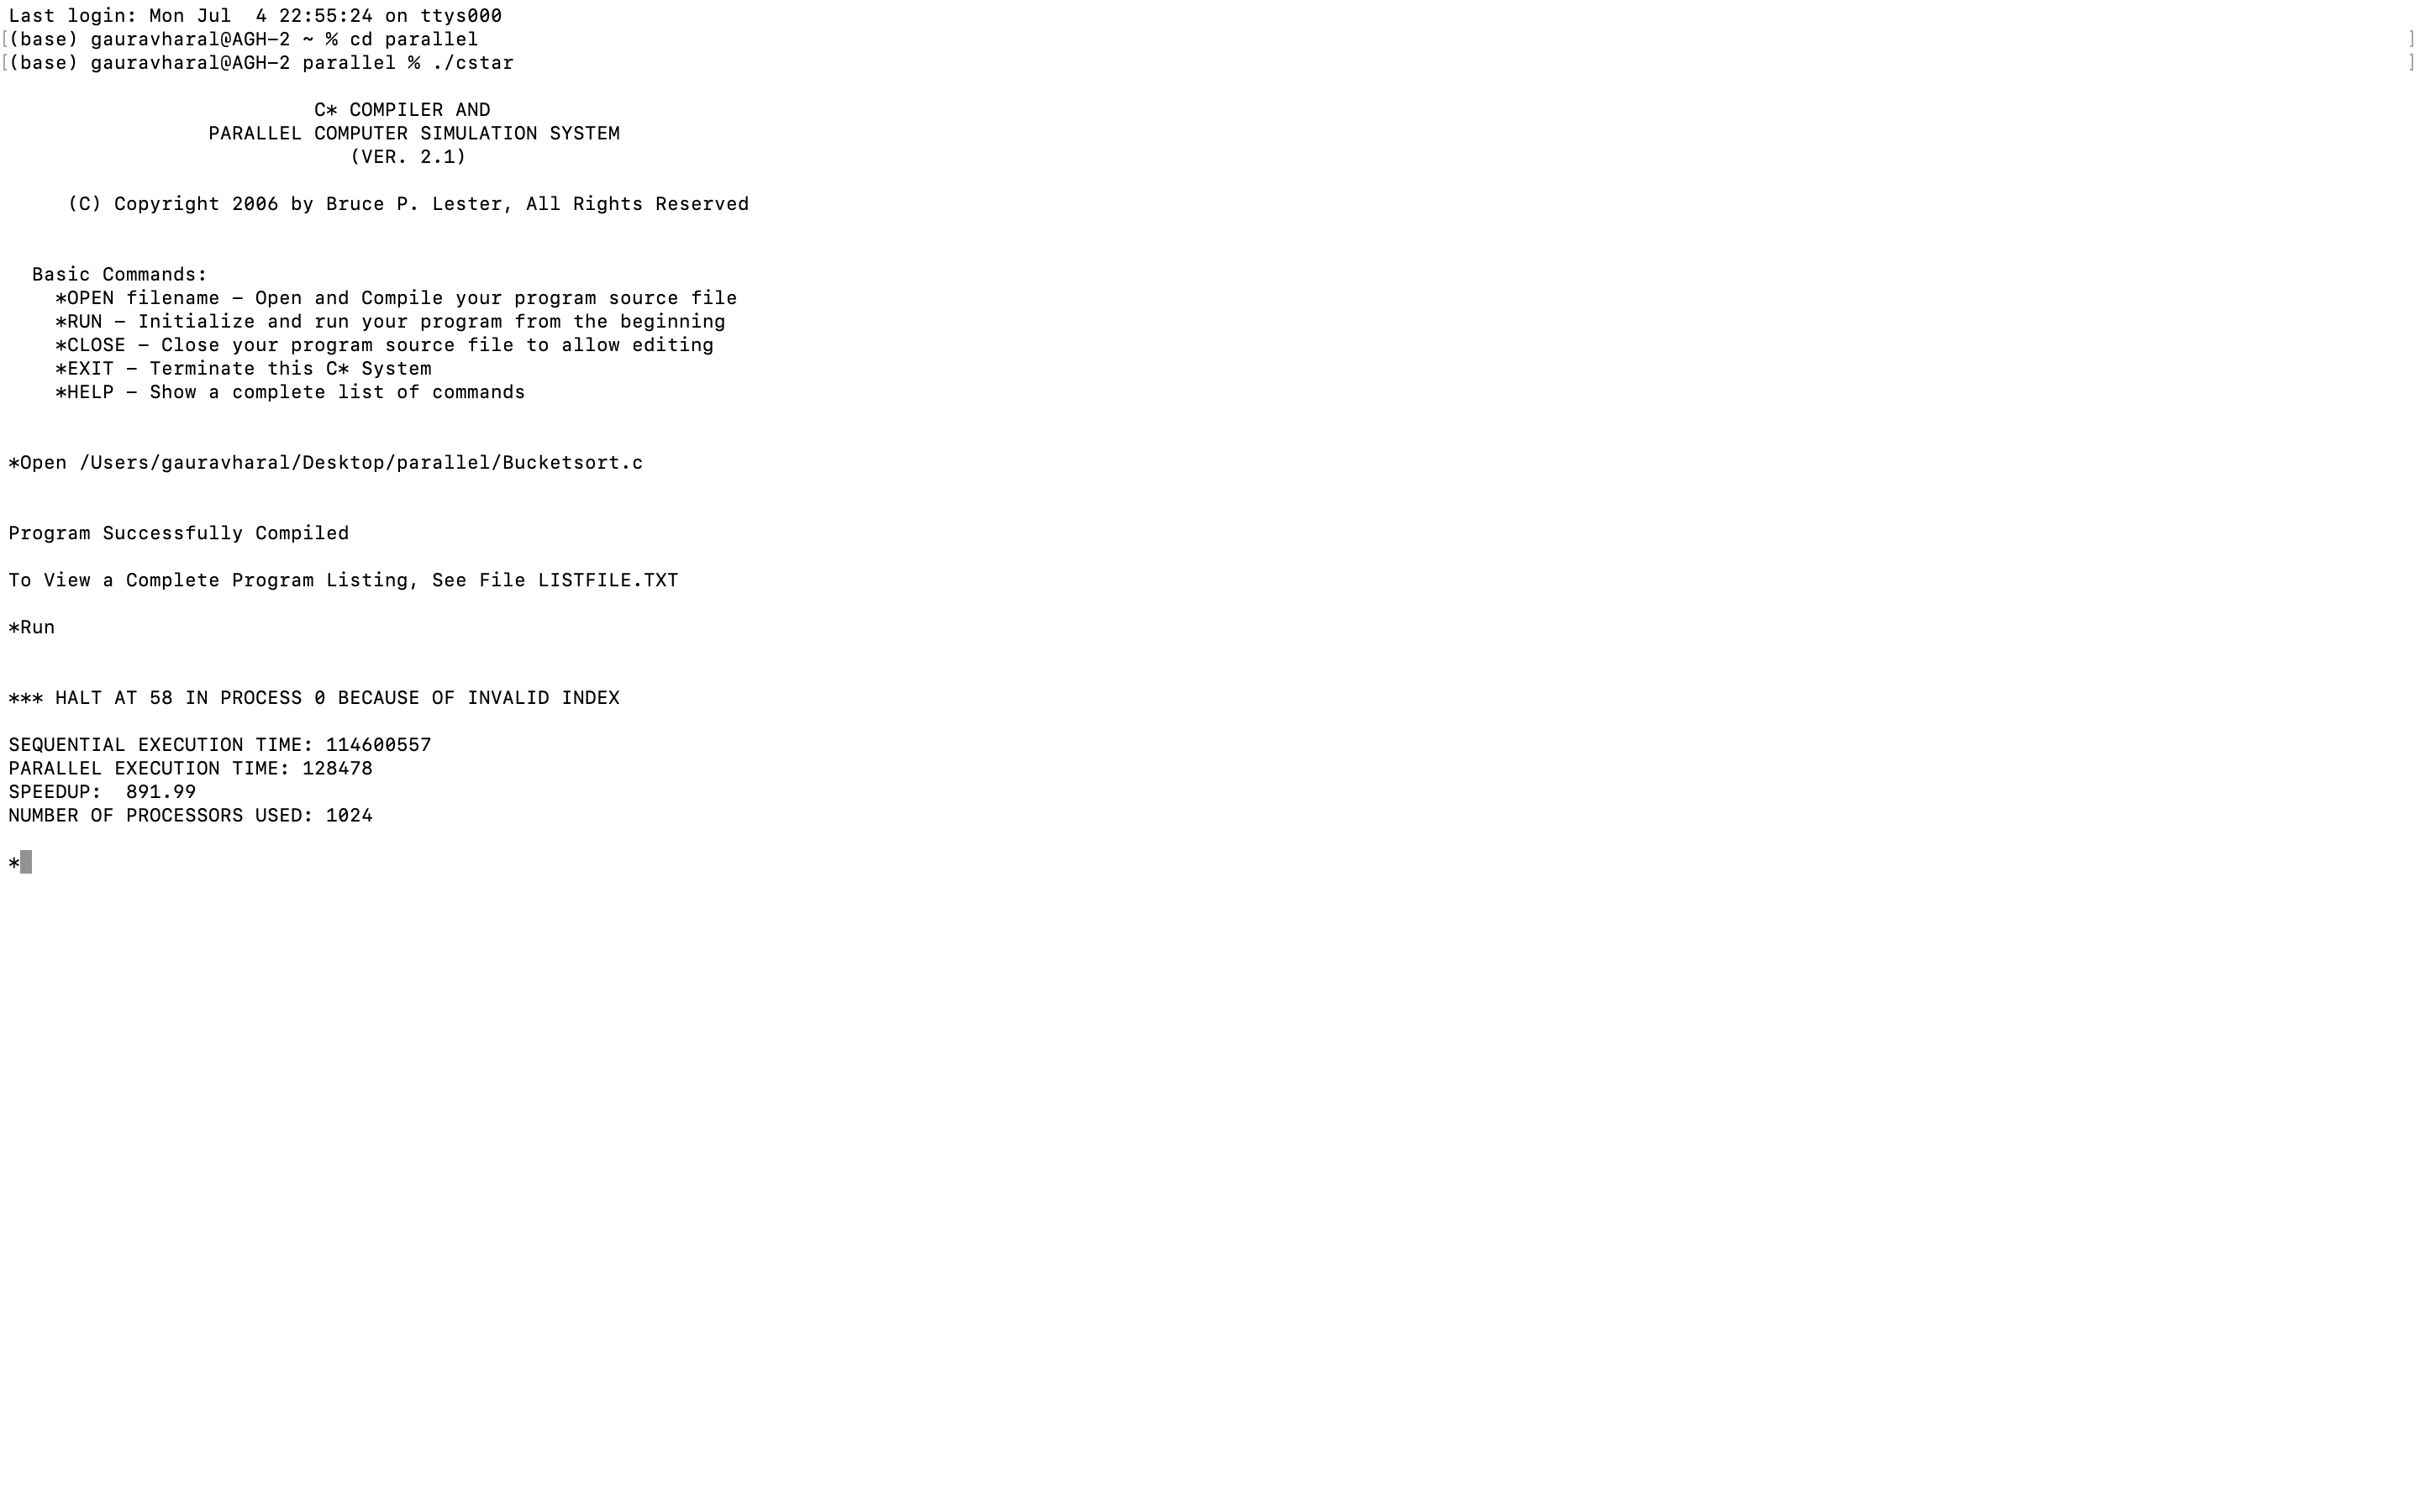 Last login: Mon Jul  4 22:55:24 on ttys000
[(base) gauravharal@AGH-2 ~ % cd parallel ]
[(base) gauravharal@AGH-2 parallel % ./cstar ]
C* COMPILER AND
PARALLEL COMPUTER SIMULATION SYSTEM
(VER. 2.1)
(C) Copyright 2006 by Bruce P. Lester, All Rights Reserved
Basic Commands:
*OPEN filename – Open and Compile your program source file
*RUN – Initialize and run your program from the beginning
*CLOSE – Close your program source file to allow editing
*EXIT – Terminate this C* System
*HELP – Show a complete list of commands
*Open /Users/gauravharal/Desktop/parallel/Bucketsort.c
Program Successfully Compiled
To View a Complete Program Listing, See File LISTFILE.TXT
*Run
*** HALT AT 58 IN PROCESS 0 BECAUSE OF INVALID INDEX
SEQUENTIAL EXECUTION TIME: 114600557
PARALLEL EXECUTION TIME: 128478
SPEEDUP:  891.99
NUMBER OF PROCESSORS USED: 1024
*